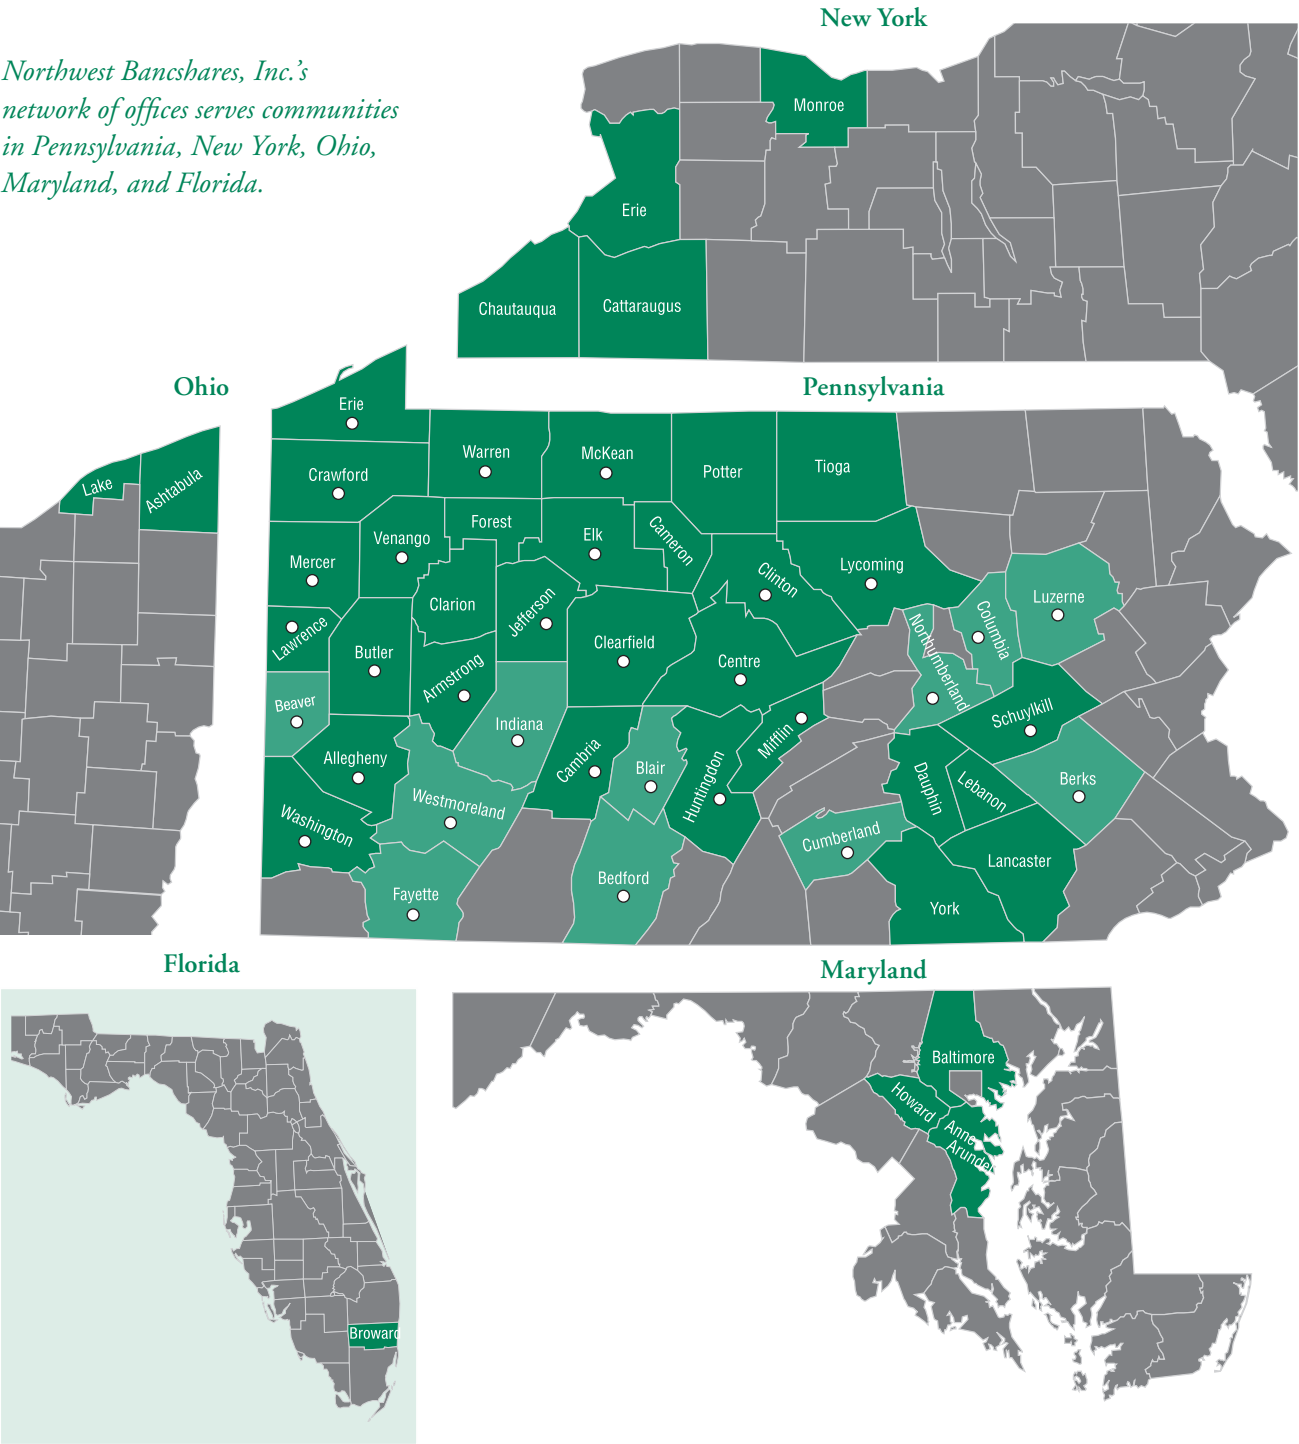 New York
Northwest Bancshares, Inc.'s
network of offices serves communities
in Pennsylvania, New York, Ohio,
Maryland, and Florida.
Monroe
Erie
Chautauqua
Cattaraugus
Ohio
Pennsylvania
Lake
Ashtabula
Erie
Crawford
Warren
McKean
Potter
Tioga
Mercer
Venango
Forest
Elk
Cameron
Clinton
Lycoming
Lawrence
Butler
Clarion
Jefferson
Clearfield
Centre
Northumberland
Columbia
Luzerne
Beaver
Armstrong
Indiana
Allegheny
Cambria
Blair
Huntingdon
Mifflin
Schuylkill
Washington
Westmoreland
Dauphin
Lebanon
Berks
Cumberland
Fayette
Bedford
York
Lancaster
Florida
Maryland
Broward
Baltimore
Howard
Anne
Arundel